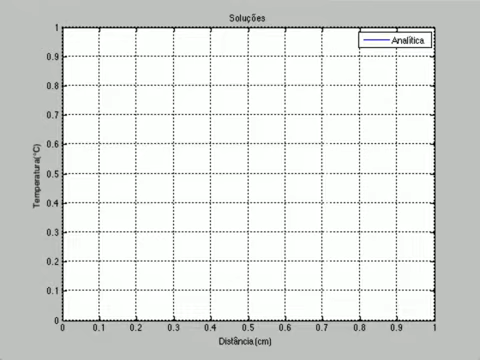 Soluções
Analítica
1
0.9
0.8
0.7
0.6
0.5
0.4
0.3
0.2
0.1
0
Temperatura(°C)
0 0.1 0.2 0.3 0.4 0.5 0.6 0.7 0.8 0.9 1
Distância(cm)